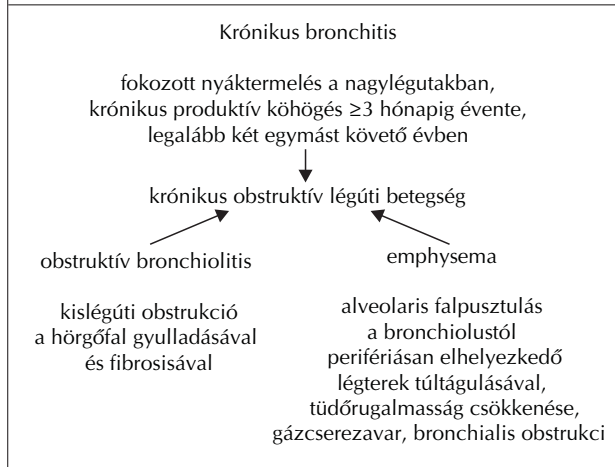 Krónikus bronchitis
fokozott nyáktermelés a nagylégutakban,
krónikus produktív köhögés ≥3 hónapig évente,
legalább két egymást követő évben
krónikus obstruktív légúti betegség
obstruktív bronchiolitis
kislégúti obstrukció
a hörgőfal gyulladásával
és fibrosisával
emphysema
alveolaris falpusztulás
a bronchiolustól
perifériásan elhelyezkedő
légterek túltágulásával,
tüdőrugalmasság csökkenése,
gázcserezavar, bronchialis obstrukci